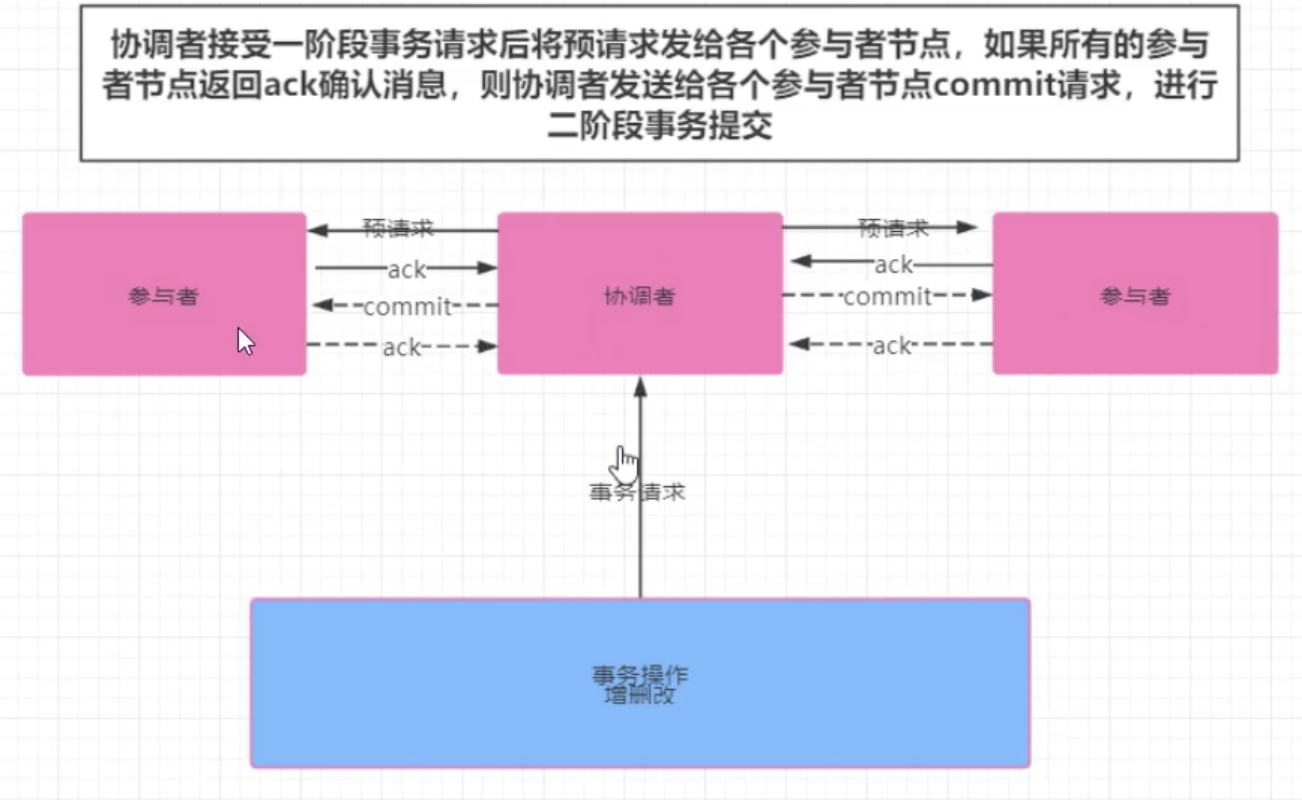 协调者接受一阶段事务请求后将预请求发给各个参与者节点，如果所有的参与
者节点返回ack确认消息，则协调者发送给各个参与者节点commit请求，进行
二阶段事务提交
预请求
预请求
ack
ack
参与者
协调者
参与者
commit
commit
ack
ack
事务请求
事务操作
增删改